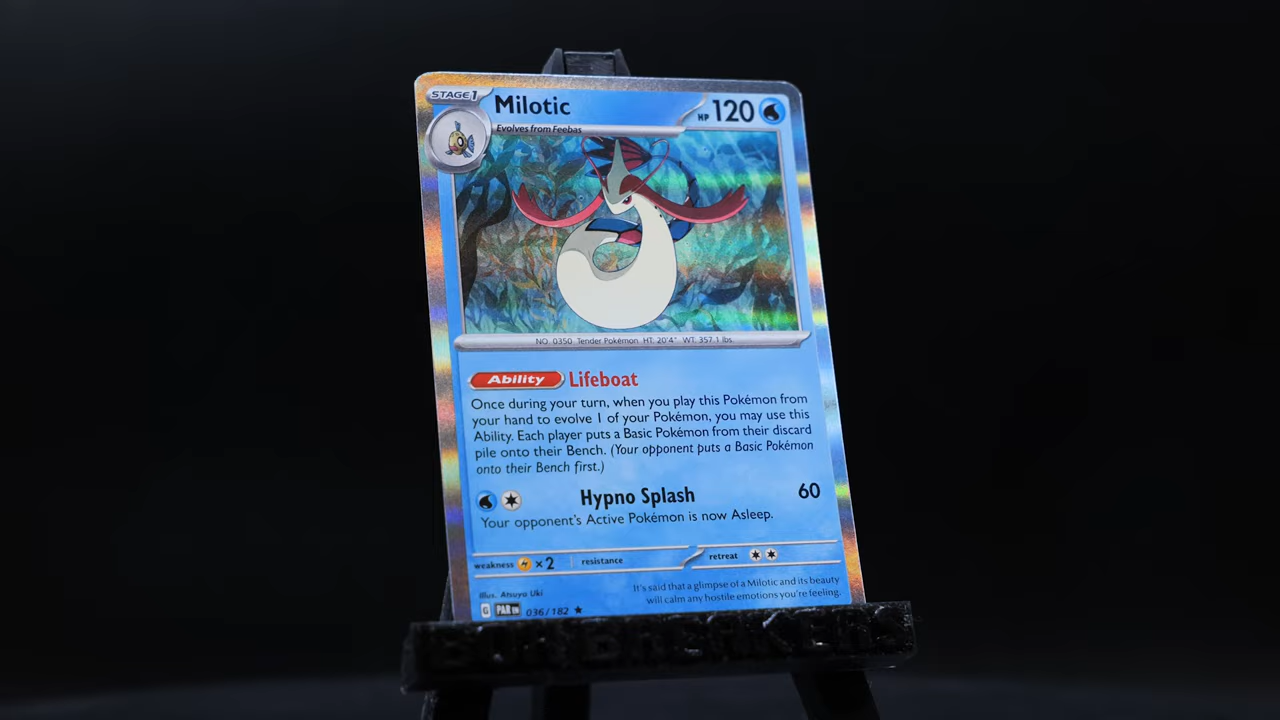 STAGE 1
Milotic
HP 120
Evolves from Feebas
NO. 0350 Tender Pokémon HT: 20'4" WT: 357.1 lbs.
Ability Lifeboat
Once during your turn, when you play this Pokémon from
your hand to evolve 1 of your Pokémon, you may use this
Ability. Each player puts a Basic Pokémon from their discard
pile onto their Bench. (Your opponent puts a Basic Pokémon
onto their Bench first.)
Hypno Splash 60
Your opponent's Active Pokémon is now Asleep.
weakness ×2 resistance retreat
Illus. Atsuya Uki
It's said that a glimpse of a Milotic and its beauty
will calm any hostile emotions you're feeling.
G PAR EN 036/182 ★